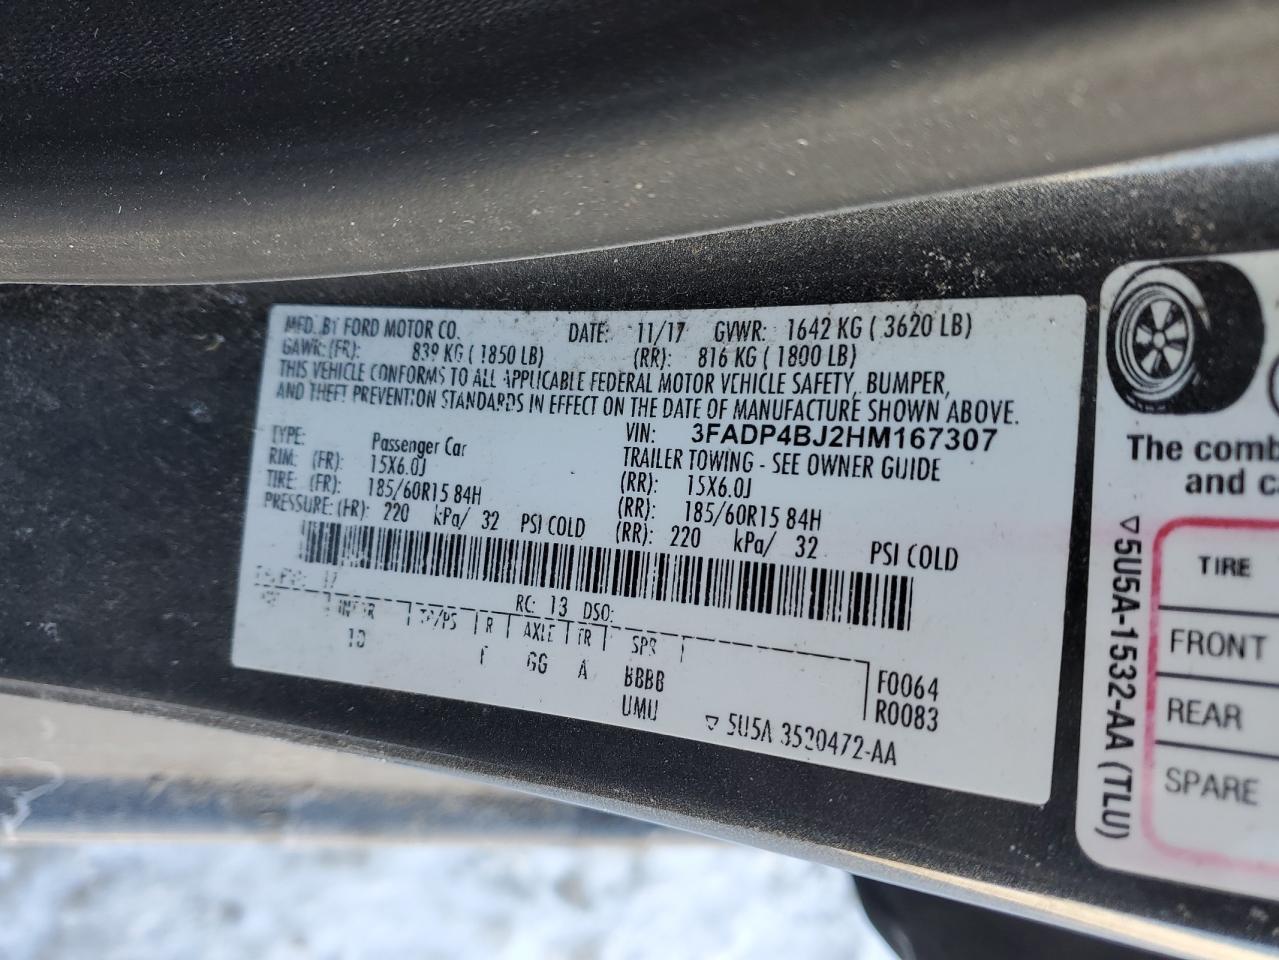 MFD. BY FORD MOTOR CO. DATE: 11/17 GVWR: 1642 KG ( 3620 LB)
GAWR: (FR): 839 KG ( 1850 LB) (RR): 816 KG ( 1800 LB)
THIS VEHICLE CONFORMS TO ALL APPLICABLE FEDERAL MOTOR VEHICLE SAFETY, BUMPER,
AND THEFT PREVENTION STANDARDS IN EFFECT ON THE DATE OF MANUFACTURE SHOWN ABOVE.
VIN: 3FADP4BJ2HM167307
TYPE: Passenger Car TRAILER TOWING - SEE OWNER GUIDE
RIM: (FR): 15X6.0J (RR): 15X6.0J
TIRE: (FR): 185/60R15 84H (RR): 185/60R15 84H
PRESSURE: (FR): 220 kPa/ 32 PSI COLD (RR): 220 kPa/ 32 PSI COLD
RC: 13 DSO:
TP/PS R AXLE TR SPR
GG A BBBB F0064
UMU R0083
5U5A 3520472-AA
The comb
and ca
5U5A-1532-AA (TLU)
TIRE
FRONT
REAR
SPARE